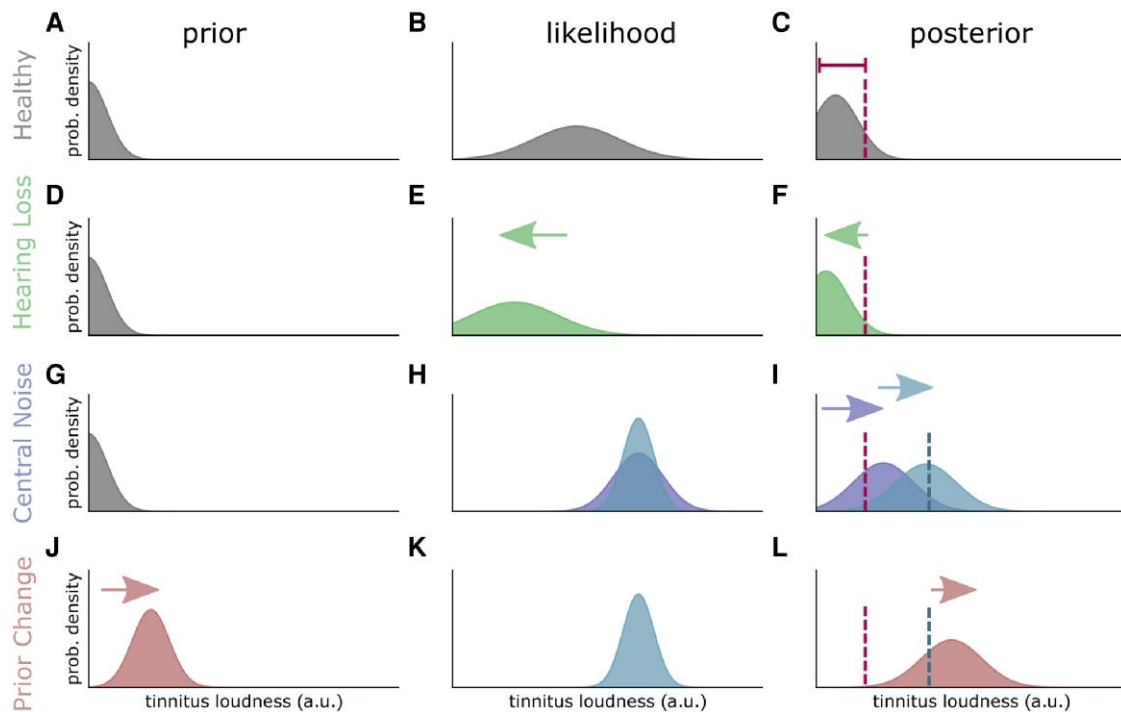 A prior
B likelihood
C posterior
Healthy
prob. density
D
E
F
Hearing Loss
prob. density
G
H
I
Central Noise
prob. density
J
K
L
Prior Change
prob. density
tinnitus loudness (a.u.)
tinnitus loudness (a.u.)
tinnitus loudness (a.u.)